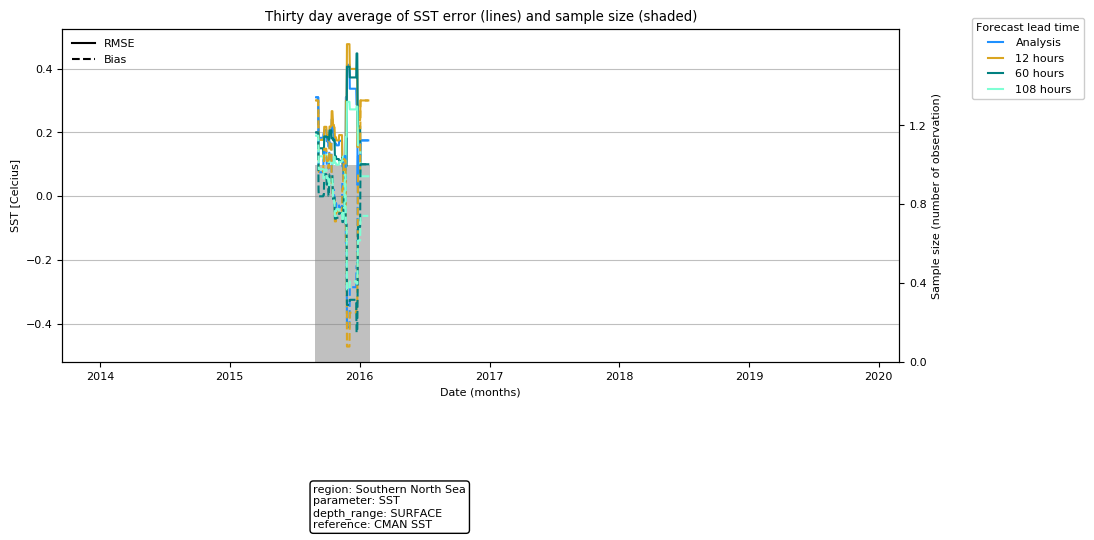 Thirty day average of SST error (lines) and sample size (shaded)
RMSE
Bias
Forecast lead time
Analysis
12 hours
60 hours
108 hours
SST [Celcius]
0.4
0.2
0.0
−0.2
−0.4
Sample size (number of observation)
1.2
0.8
0.4
0.0
2014
2015
2016
2017
2018
2019
2020
Date (months)
region: Southern North Sea
parameter: SST
depth_range: SURFACE
reference: CMAN SST